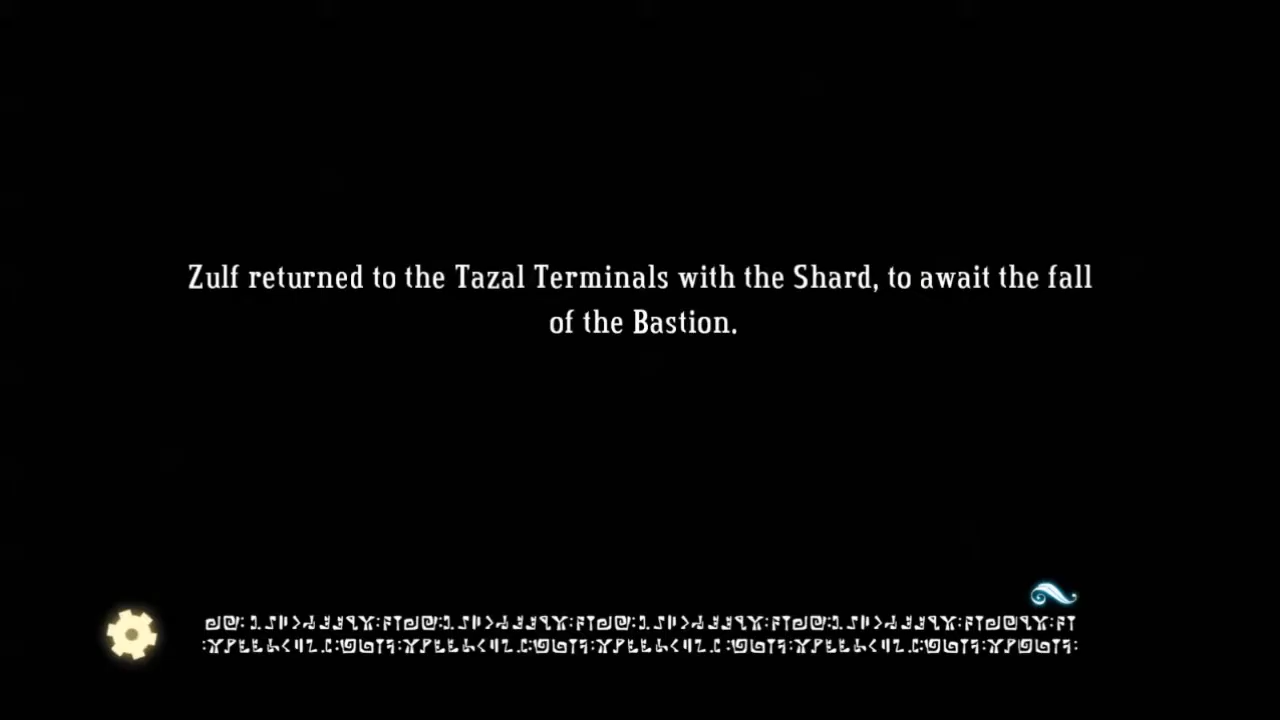 Zulf returned to the Tazal Terminals with the Shard, to await the fall
of the Bastion.